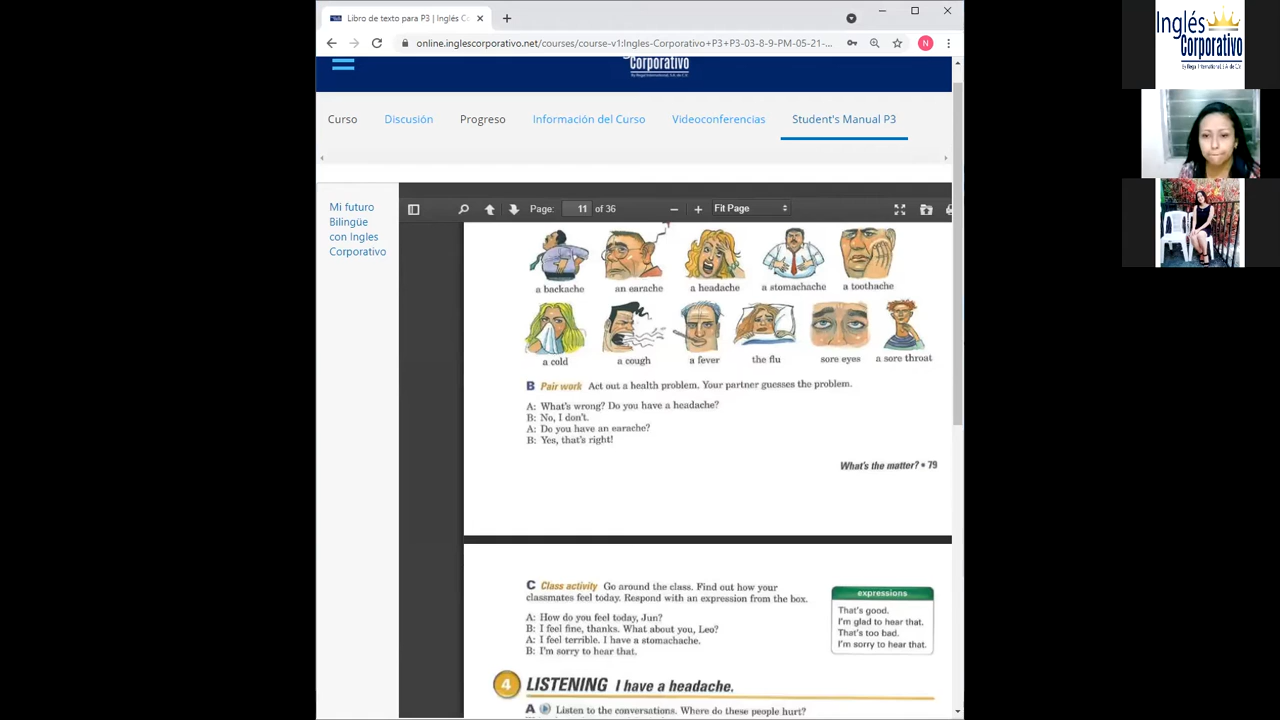 Libro de texto para P3 | Inglés C
online.inglescorporativo.net/courses/course-v1:Ingles-Corporativo+P3+P3-03-8-9-PM-05-21-...
N
Corporativo
By Regal International, S.A. de C.V.
Curso
Discusión
Progreso
Información del Curso
Videoconferencias
Student's Manual P3
Mi futuro
Bilingüe
con Ingles
Corporativo
Page: 11 of 36
Fit Page
a backache
an earache
a headache
a stomachache
a toothache
a cold
a cough
a fever
the flu
sore eyes
a sore throat
B Pair work Act out a health problem. Your partner guesses the problem.
A: What's wrong? Do you have a headache?
B: No, I don't.
A: Do you have an earache?
B: Yes, that's right!
What's the matter? • 79
C Class activity Go around the class. Find out how your
classmates feel today. Respond with an expression from the box.
A: How do you feel today, Jun?
B: I feel fine, thanks. What about you, Leo?
A: I feel terrible. I have a stomachache.
B: I'm sorry to hear that.
expressions
That's good.
I'm glad to hear that.
That's too bad.
I'm sorry to hear that.
4 LISTENING I have a headache.
A Listen to the conversations. Where do these people hurt?
Inglés
Corporativo
By Regal International, S.A. de C.V.